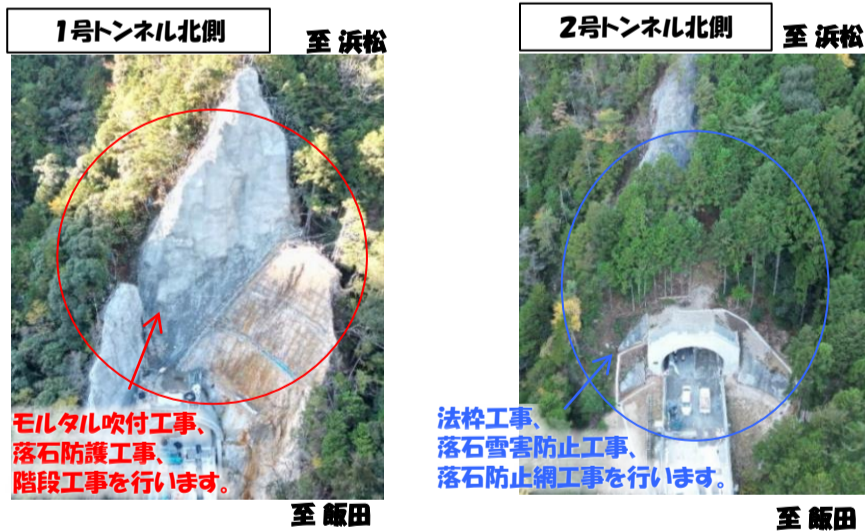 1号トンネル北側
至 浜松
モルタル吹付工事、
落石防護工事、
階段工事を行います。
至 飯田
2号トンネル北側
至 浜松
法枠工事、
落石雪害防止工事、
落石防止網工事を行います。
至 飯田